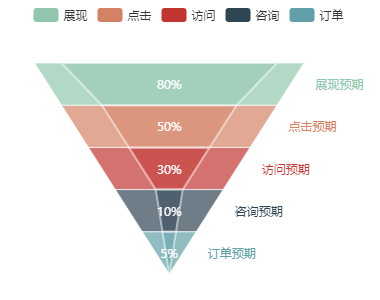 展现 点击 访问 咨询 订单
80% 展现预期
50% 点击预期
30% 访问预期
10% 咨询预期
5% 订单预期